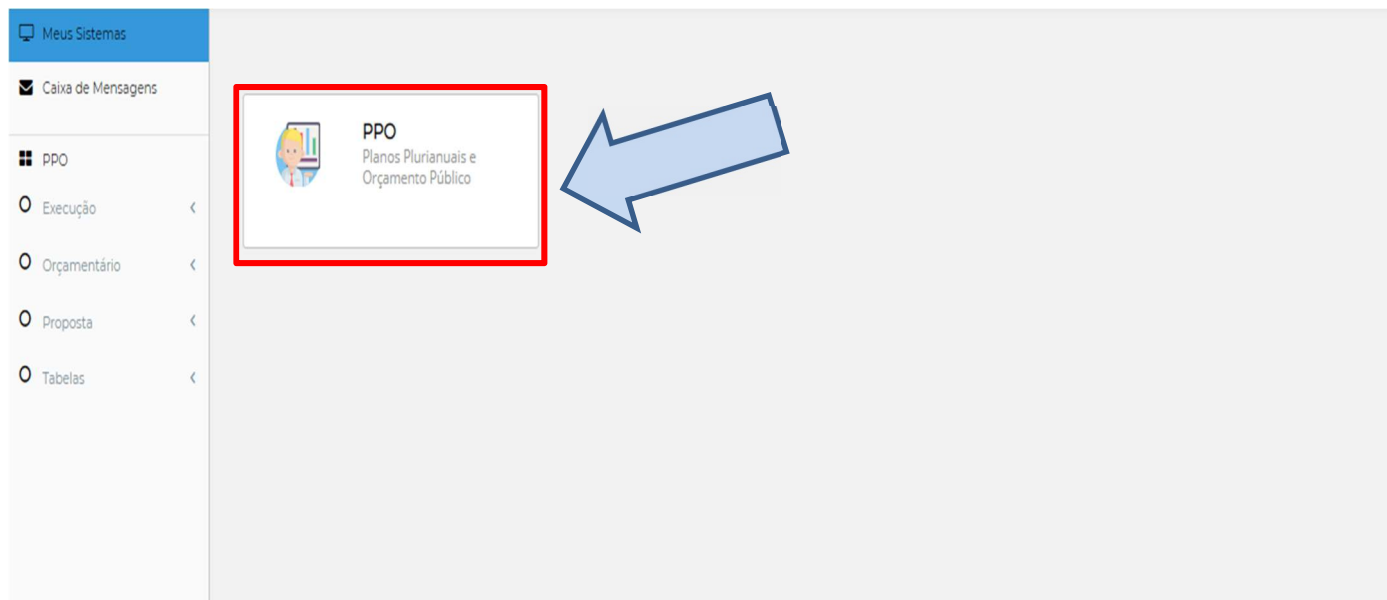 Meus Sistemas
Caixa de Mensagens
PPO
Execução
Orçamentário
Proposta
Tabelas
PPO
Planos Plurianuais e
Orçamento Público